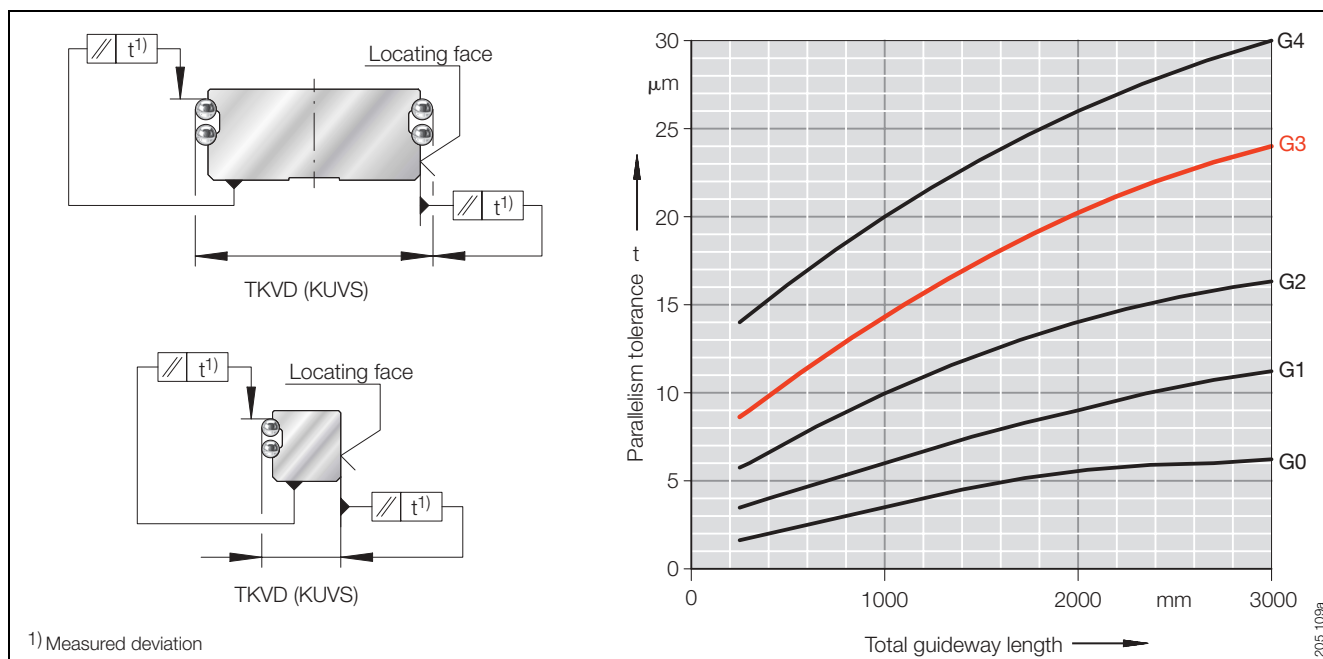 // t1)
Locating face
// t1)
TKVD (KUVS)
// t1)
Locating face
// t1)
TKVD (KUVS)
1) Measured deviation
30
μm
25
20
15
10
5
0
Parallelism tolerance t
G4
G3
G2
G1
G0
0
1000
2000
mm
3000
Total guideway length
205 109a